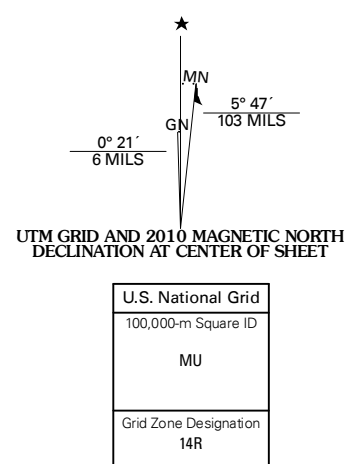 MN
GN
5° 47´
103 MILS
0° 21´
6 MILS
UTM GRID AND 2010 MAGNETIC NORTH
DECLINATION AT CENTER OF SHEET
U.S. National Grid
100,000-m Square ID
MU
Grid Zone Designation
14R